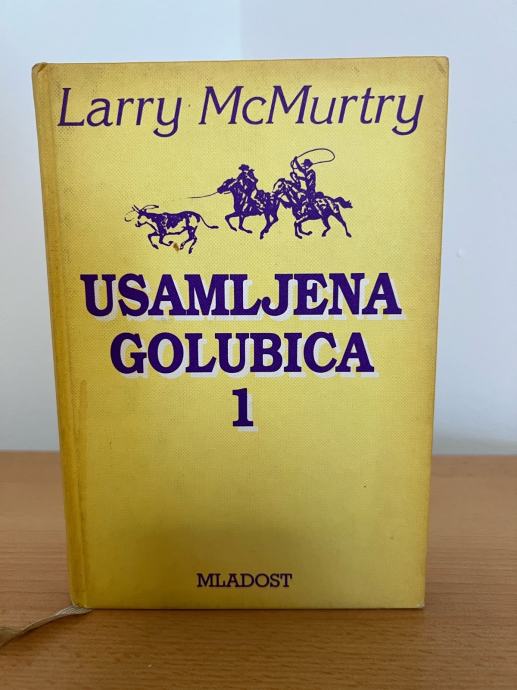 Larry McMurtry
USAMLJENA
GOLUBICA
1
MLADOST